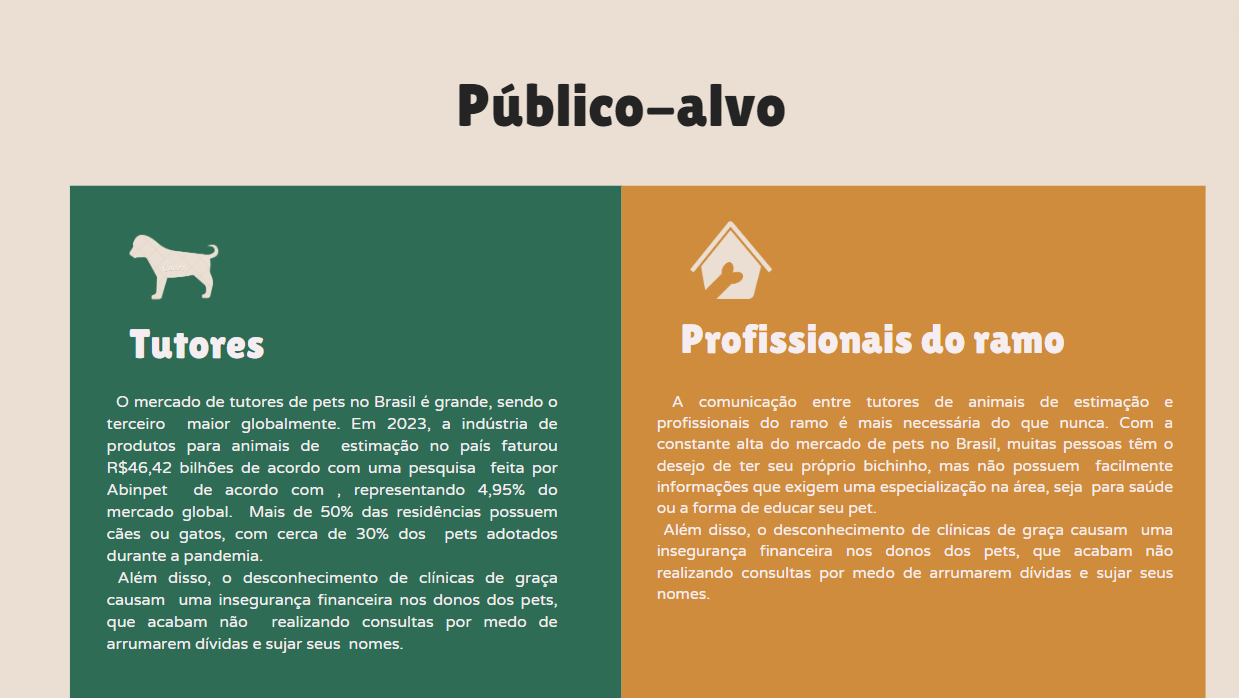 Público-alvo
Tutores
O mercado de tutores de pets no Brasil é grande, sendo o
terceiro maior globalmente. Em 2023, a indústria de
produtos para animais de estimação no país faturou
R$46,42 bilhões de acordo com uma pesquisa feita por
Abinpet de acordo com , representando 4,95% do
mercado global. Mais de 50% das residências possuem
cães ou gatos, com cerca de 30% dos pets adotados
durante a pandemia.
Além disso, o desconhecimento de clínicas de graça
causam uma insegurança financeira nos donos dos pets,
que acabam não realizando consultas por medo de
arrumarem dívidas e sujar seus nomes.
Profissionais do ramo
A comunicação entre tutores de animais de estimação e
profissionais do ramo é mais necessária do que nunca. Com a
constante alta do mercado de pets no Brasil, muitas pessoas têm o
desejo de ter seu próprio bichinho, mas não possuem facilmente
informações que exigem uma especialização na área, seja para saúde
ou a forma de educar seu pet.
Além disso, o desconhecimento de clínicas de graça causam uma
insegurança financeira nos donos dos pets, que acabam não
realizando consultas por medo de arrumarem dívidas e sujar seus
nomes.